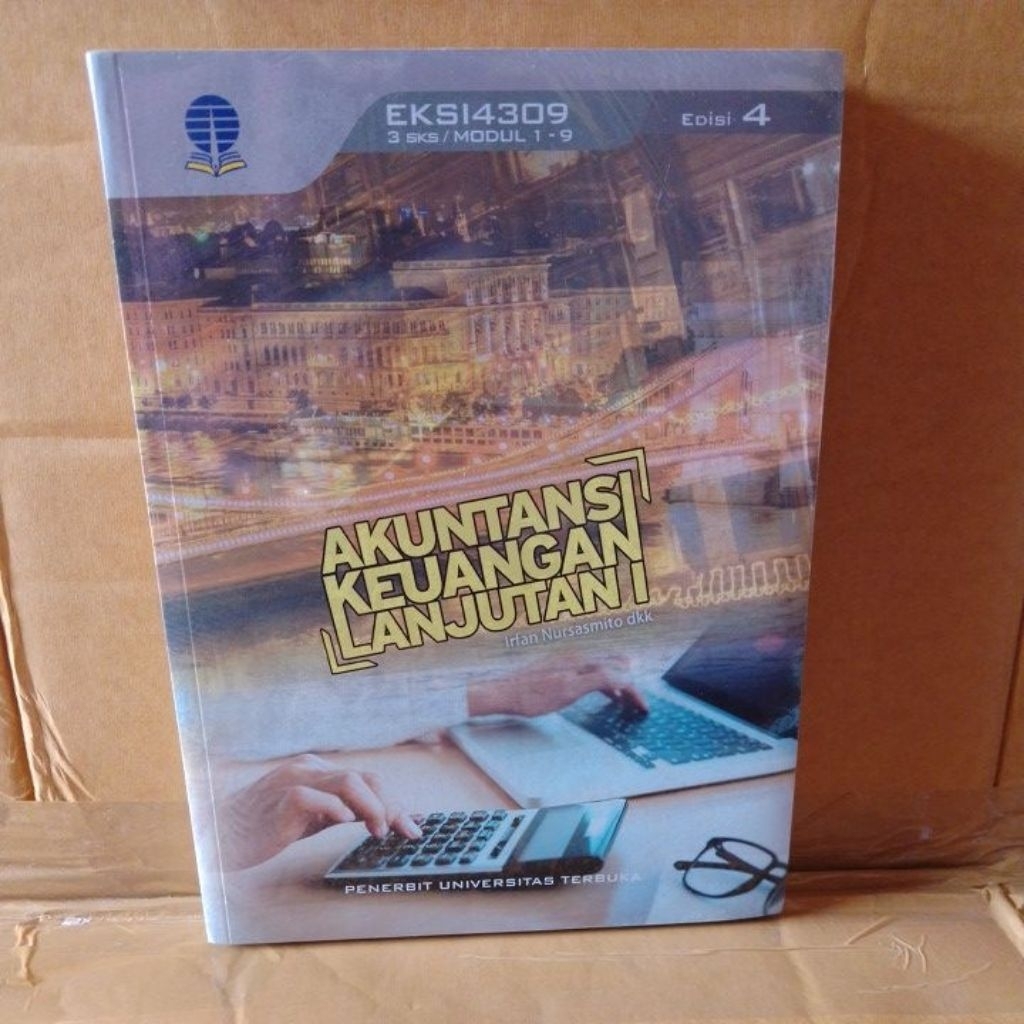 EKSI4309
3 SKS / MODUL 1 - 9
EDISI 4
AKUNTANSI
KEUANGAN
LANJUTAN I
Irfan Nursasmito dkk
PENERBIT UNIVERSITAS TERBUKA